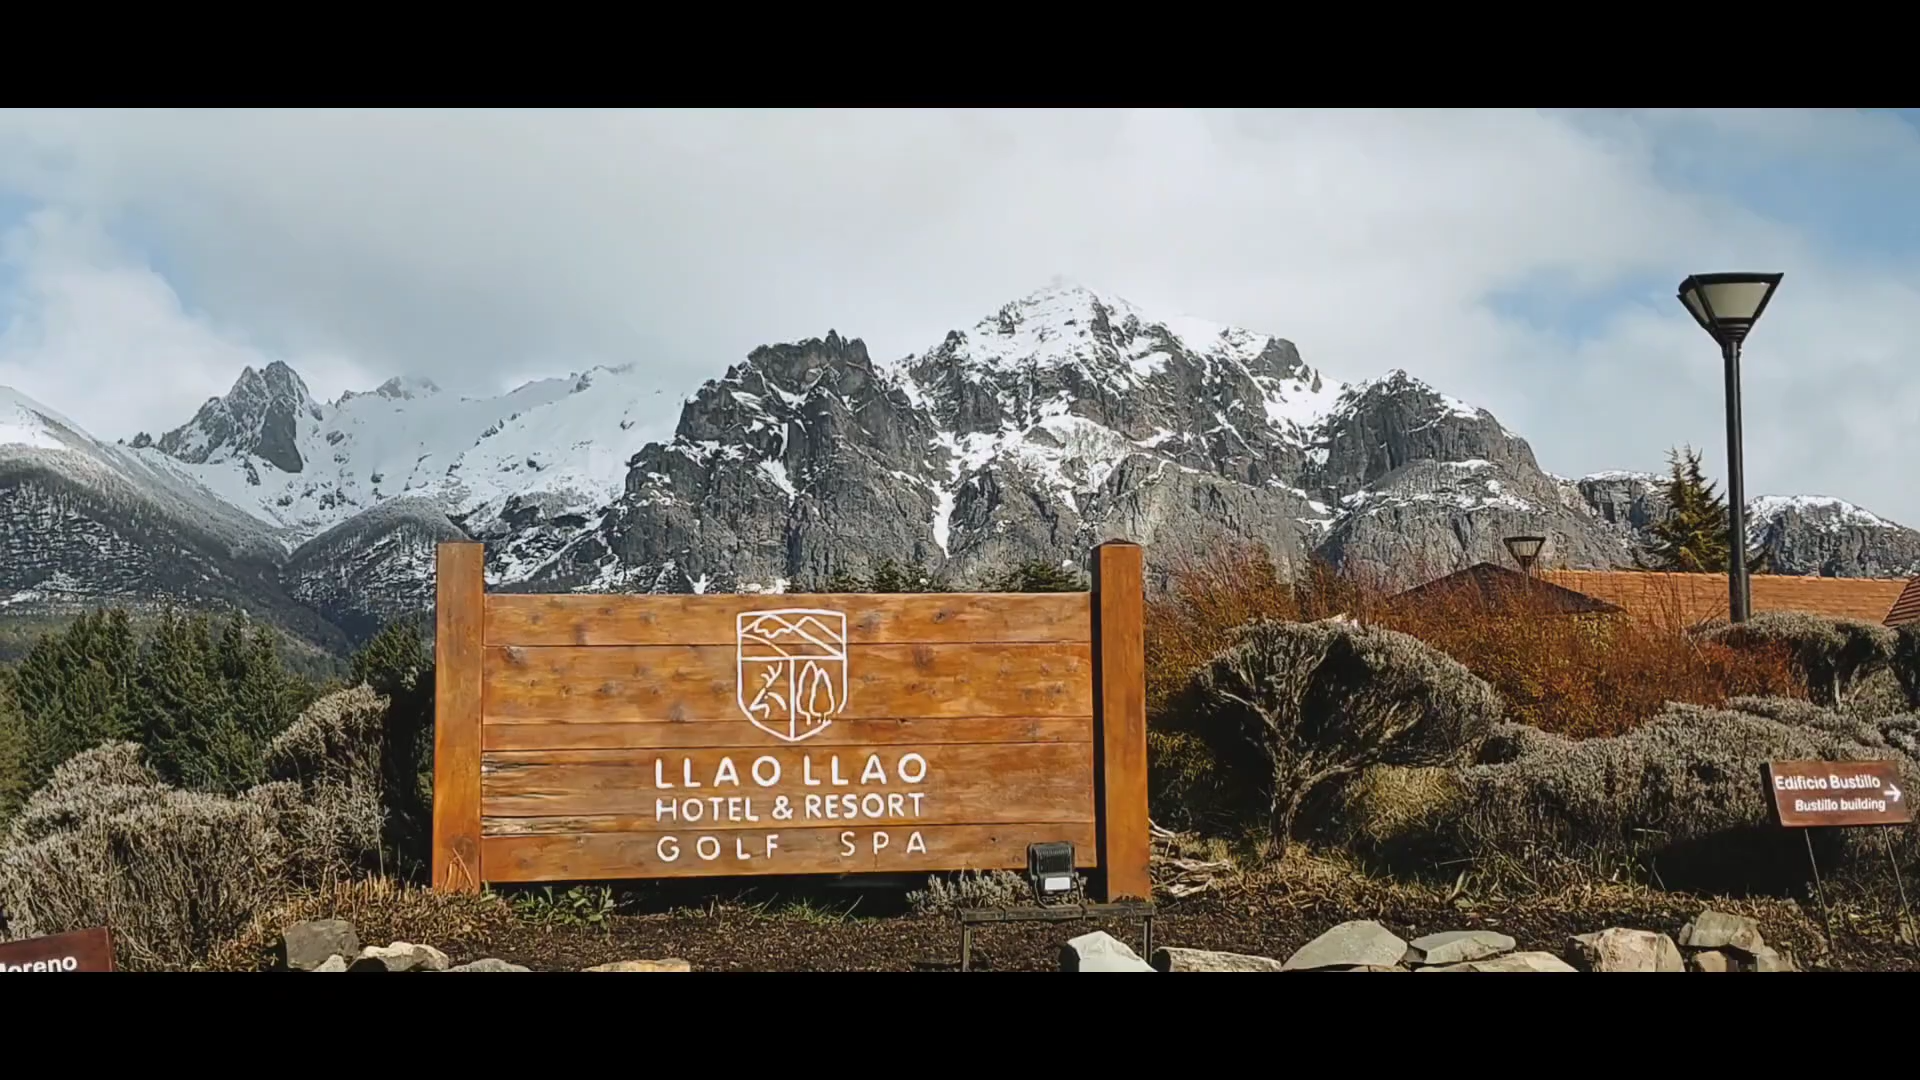 LLAO LLAO
HOTEL & RESORT
GOLF SPA
Edificio Bustillo
Bustillo building